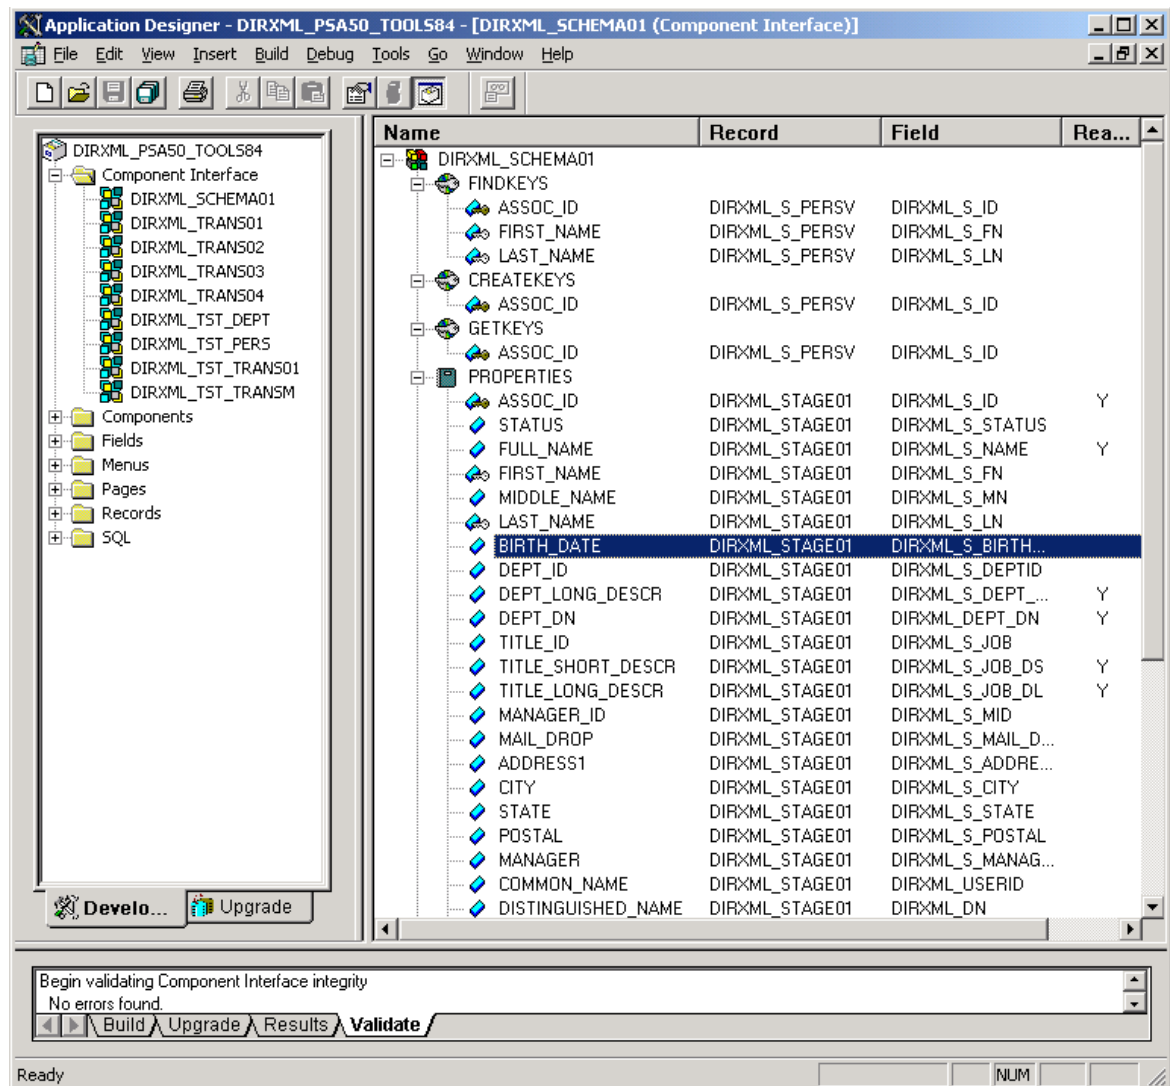 Application Designer - DIRXML_PSA50_TOOLS84 - [DIRXML_SCHEMA01 (Component Interface)]
File Edit View Insert Build Debug Tools Go Window Help
DIRXML_PSA50_TOOLS84
Component Interface
DIRXML_SCHEMA01
DIRXML_TRANS01
DIRXML_TRANS02
DIRXML_TRANS03
DIRXML_TRANS04
DIRXML_TST_DEPT
DIRXML_TST_PERS
DIRXML_TST_TRANS01
DIRXML_TST_TRANSM
Components
Fields
Menus
Pages
Records
SQL
Develo... Upgrade
Name Record Field Rea...
DIRXML_SCHEMA01
FINDKEYS
ASSOC_ID DIRXML_S_PERSV DIRXML_S_ID
FIRST_NAME DIRXML_S_PERSV DIRXML_S_FN
LAST_NAME DIRXML_S_PERSV DIRXML_S_LN
CREATEKEYS
ASSOC_ID DIRXML_S_PERSV DIRXML_S_ID
GETKEYS
ASSOC_ID DIRXML_S_PERSV DIRXML_S_ID
PROPERTIES
ASSOC_ID DIRXML_STAGE01 DIRXML_S_ID Y
STATUS DIRXML_STAGE01 DIRXML_S_STATUS
FULL_NAME DIRXML_STAGE01 DIRXML_S_NAME Y
FIRST_NAME DIRXML_STAGE01 DIRXML_S_FN
MIDDLE_NAME DIRXML_STAGE01 DIRXML_S_MN
LAST_NAME DIRXML_STAGE01 DIRXML_S_LN
BIRTH_DATE DIRXML_STAGE01 DIRXML_S_BIRTH...
DEPT_ID DIRXML_STAGE01 DIRXML_S_DEPTID
DEPT_LONG_DESCR DIRXML_STAGE01 DIRXML_S_DEPT_... Y
DEPT_DN DIRXML_STAGE01 DIRXML_DEPT_DN Y
TITLE_ID DIRXML_STAGE01 DIRXML_S_JOB
TITLE_SHORT_DESCR DIRXML_STAGE01 DIRXML_S_JOB_DS Y
TITLE_LONG_DESCR DIRXML_STAGE01 DIRXML_S_JOB_DL Y
MANAGER_ID DIRXML_STAGE01 DIRXML_S_MID
MAIL_DROP DIRXML_STAGE01 DIRXML_S_MAIL_D...
ADDRESS1 DIRXML_STAGE01 DIRXML_S_ADDRE...
CITY DIRXML_STAGE01 DIRXML_S_CITY
STATE DIRXML_STAGE01 DIRXML_S_STATE
POSTAL DIRXML_STAGE01 DIRXML_S_POSTAL
MANAGER DIRXML_STAGE01 DIRXML_S_MANAG...
COMMON_NAME DIRXML_STAGE01 DIRXML_USERID
DISTINGUISHED_NAME DIRXML_STAGE01 DIRXML_DN
Begin validating Component Interface integrity
No errors found.
Build Upgrade Results Validate
Ready NUM